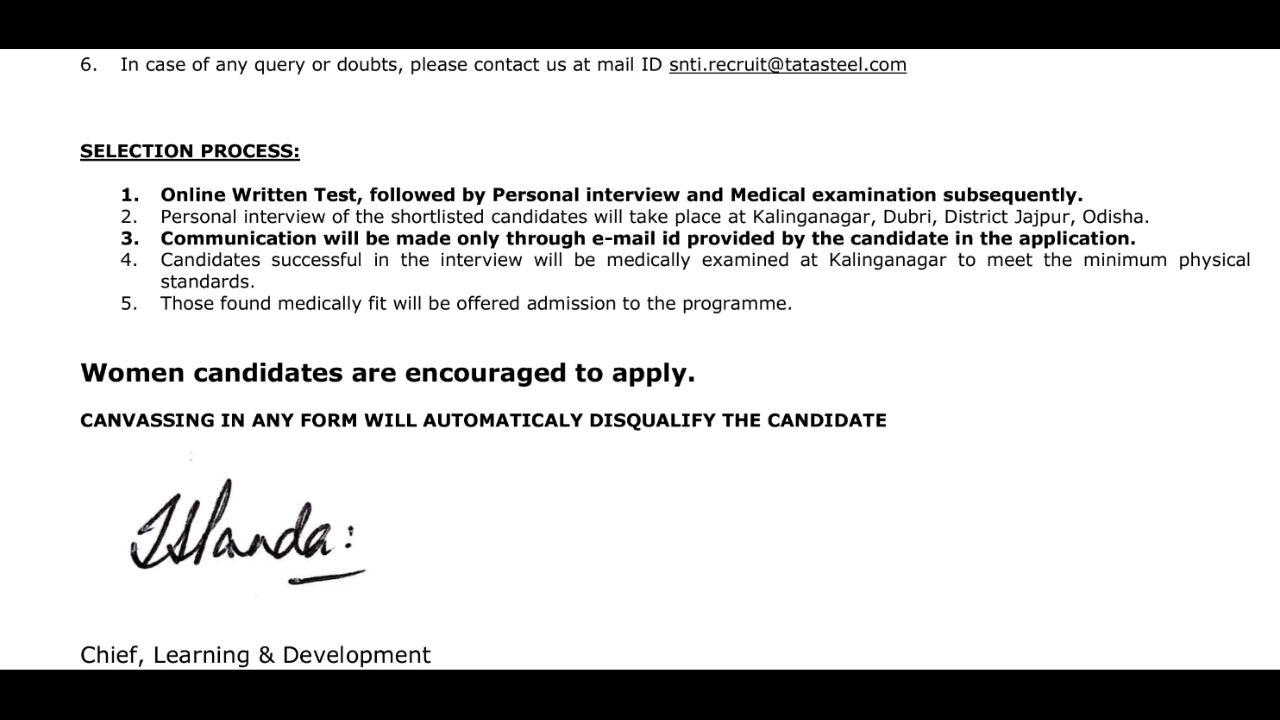 6. In case of any query or doubts, please contact us at mail ID snti.recruit@tatasteel.com
SELECTION PROCESS:
1. Online Written Test, followed by Personal interview and Medical examination subsequently.
2. Personal interview of the shortlisted candidates will take place at Kalinganagar, Dubri, District Jajpur, Odisha.
3. Communication will be made only through e-mail id provided by the candidate in the application.
4. Candidates successful in the interview will be medically examined at Kalinganagar to meet the minimum physical
standards.
5. Those found medically fit will be offered admission to the programme.
Women candidates are encouraged to apply.
CANVASSING IN ANY FORM WILL AUTOMATICALY DISQUALIFY THE CANDIDATE
Chief, Learning & Development